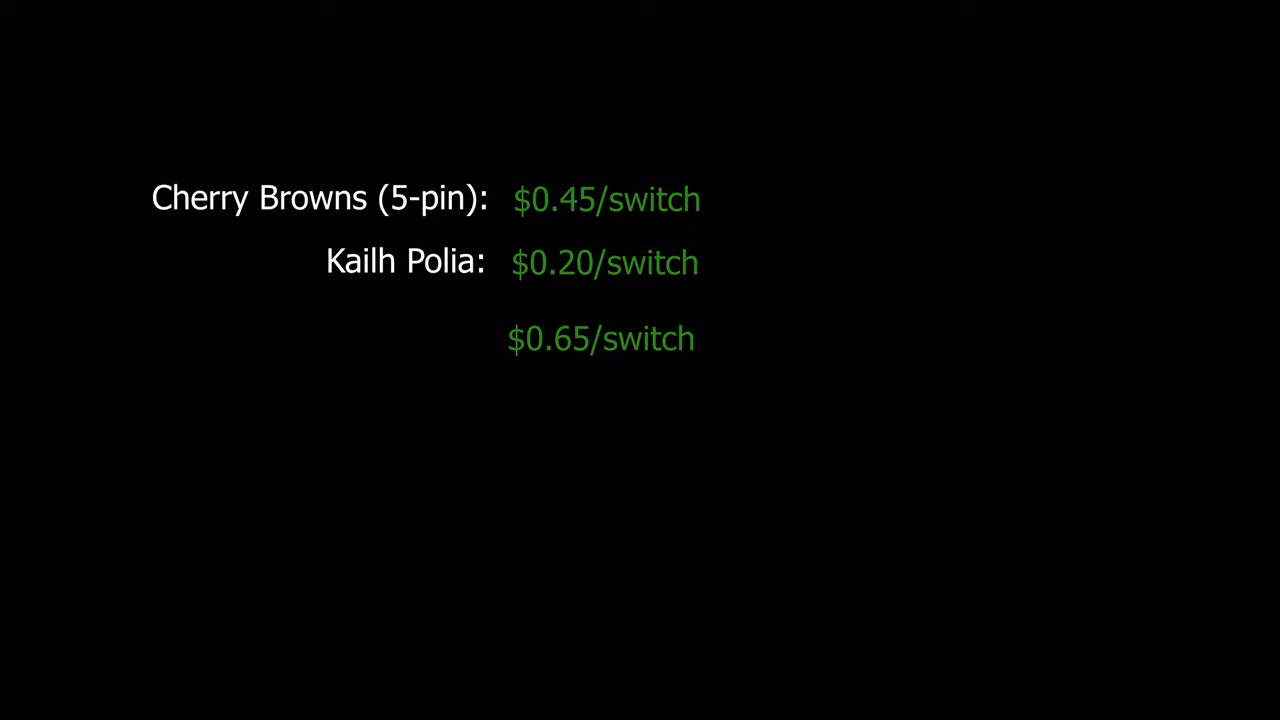 Cherry Browns (5-pin): $0.45/switch
Kailh Polia: $0.20/switch
$0.65/switch